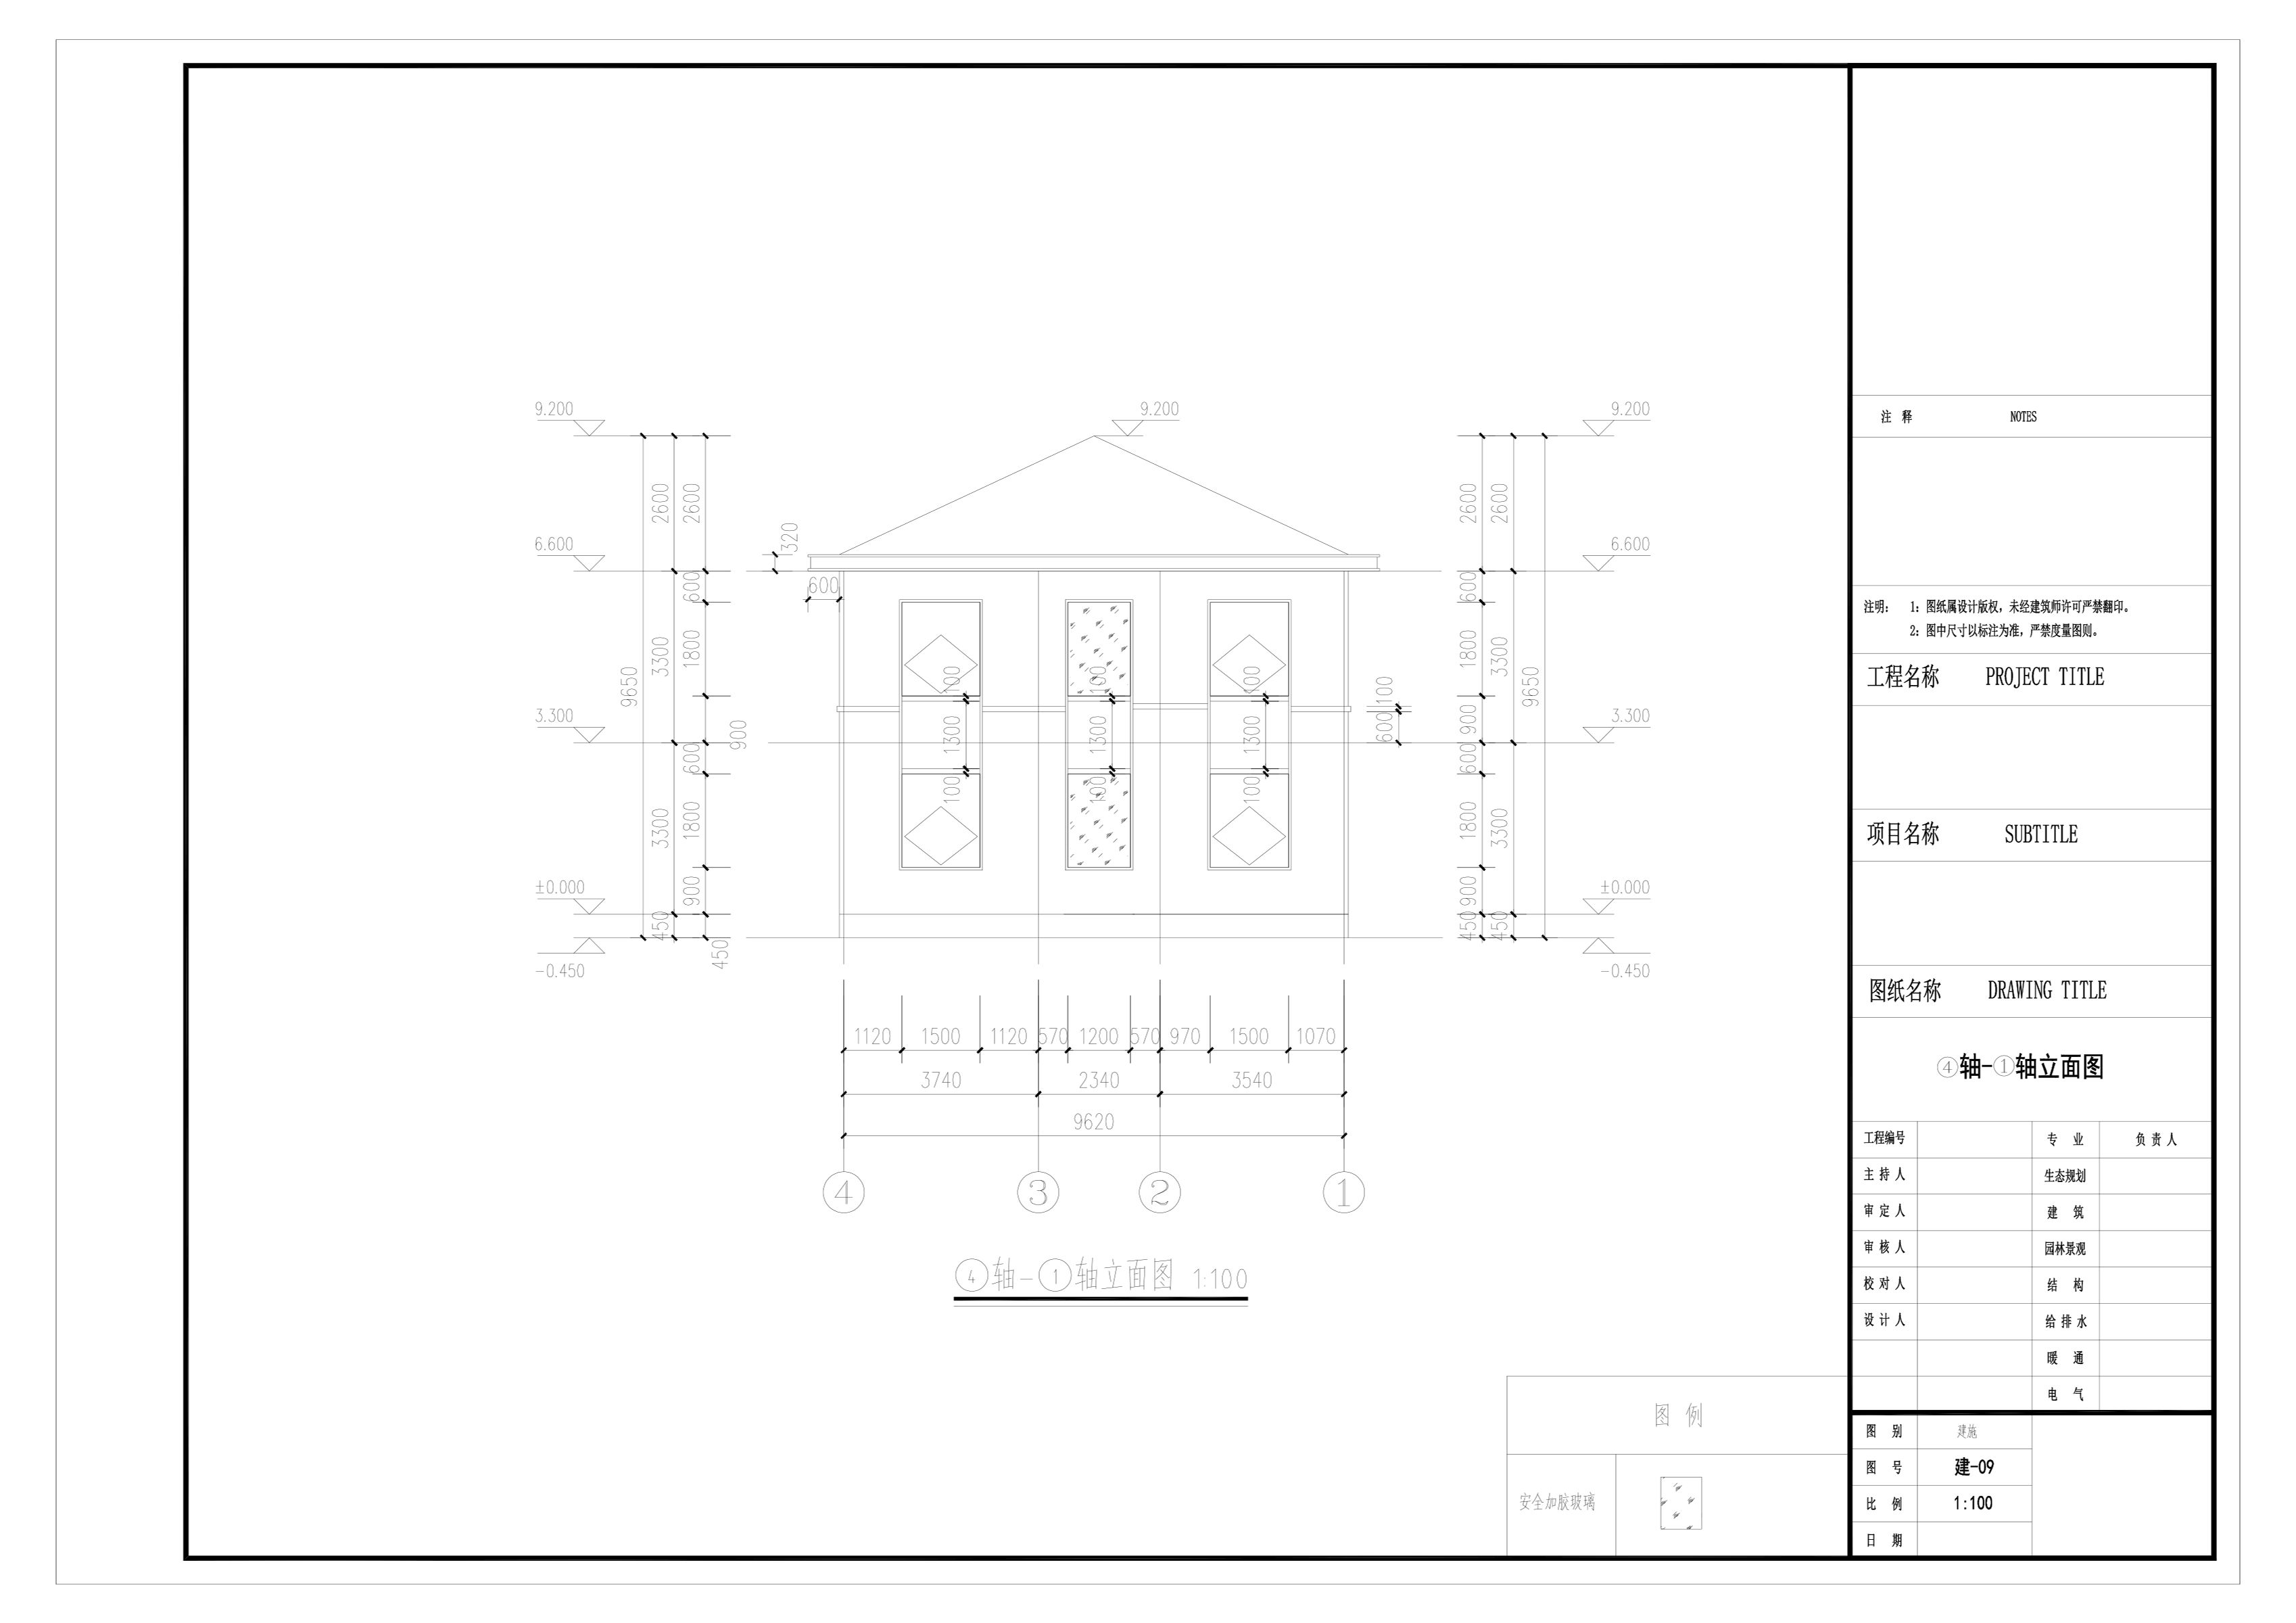 9.200
9.200
9.200
2600
2600
2600
2600
320
6.600
6.600
600
600
600
1800
3300
9650
1800
3300
9650
100
100
100
100
600
900
3.300
3.300
900
600
1300
1300
1300
600
100
100
100
3300
1800
1800
3300
900
900
±0.000
±0.000
450
450
450
450
-0.450
-0.450
1120 1500 1120 570 1200 570 970 1500 1070
3740 2340 3540
9620
4 3 2 1
④轴-①轴立面图 1:100
图 例
安全加胶玻璃
注 释 NOTES
注明: 1: 图纸属设计版权, 未经建筑师许可严禁翻印。
2: 图中尺寸以标注为准, 严禁度量图则。
工程名称 PROJECT TITLE
项目名称 SUBTITLE
图纸名称 DRAWING TITLE
④轴-①轴立面图
工程编号 专 业 负 责 人
主 持 人 生态规划
审 定 人 建 筑
审 核 人 园林景观
校 对 人 结 构
设 计 人 给 排 水
暖 通
电 气
图 别 建施
图 号 建-09
比 例 1:100
日 期